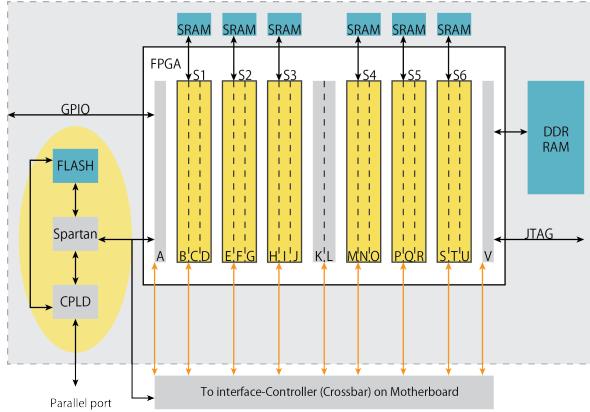 SRAM SRAM SRAM SRAM SRAM SRAM
FPGA S1 S2 S3 S4 S5 S6
GPIO
DDR
RAM
FLASH
Spartan
JTAG
A B C D E F G H I J K L M N O P Q R S T U V
CPLD
To interface-Controller (Crossbar) on Motherboard
Parallel port